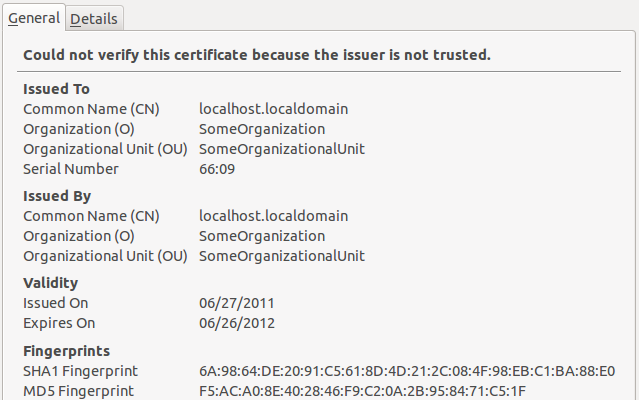 General Details
Could not verify this certificate because the issuer is not trusted.
Issued To
Common Name (CN) localhost.localdomain
Organization (O) SomeOrganization
Organizational Unit (OU) SomeOrganizationalUnit
Serial Number 66:09
Issued By
Common Name (CN) localhost.localdomain
Organization (O) SomeOrganization
Organizational Unit (OU) SomeOrganizationalUnit
Validity
Issued On 06/27/2011
Expires On 06/26/2012
Fingerprints
SHA1 Fingerprint 6A:98:64:DE:20:91:C5:61:8D:4D:21:2C:08:4F:98:EB:C1:BA:88:E0
MD5 Fingerprint F5:AC:A0:8E:40:28:46:F9:C2:0A:2B:95:84:71:C5:1F